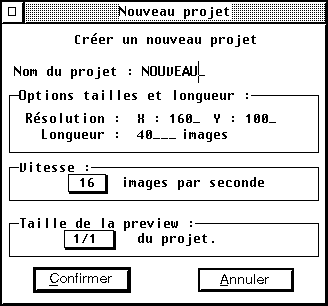 Nouveau projet
Créer un nouveau projet
Nom du projet : NOUVEAU_
Options tailles et longueur :
Résolution : X : 160_ Y : 100_
Longueur : 40___ images
Vitesse :
16 images par seconde
Taille de la preview :
1/1 du projet.
Confirmer Annuler